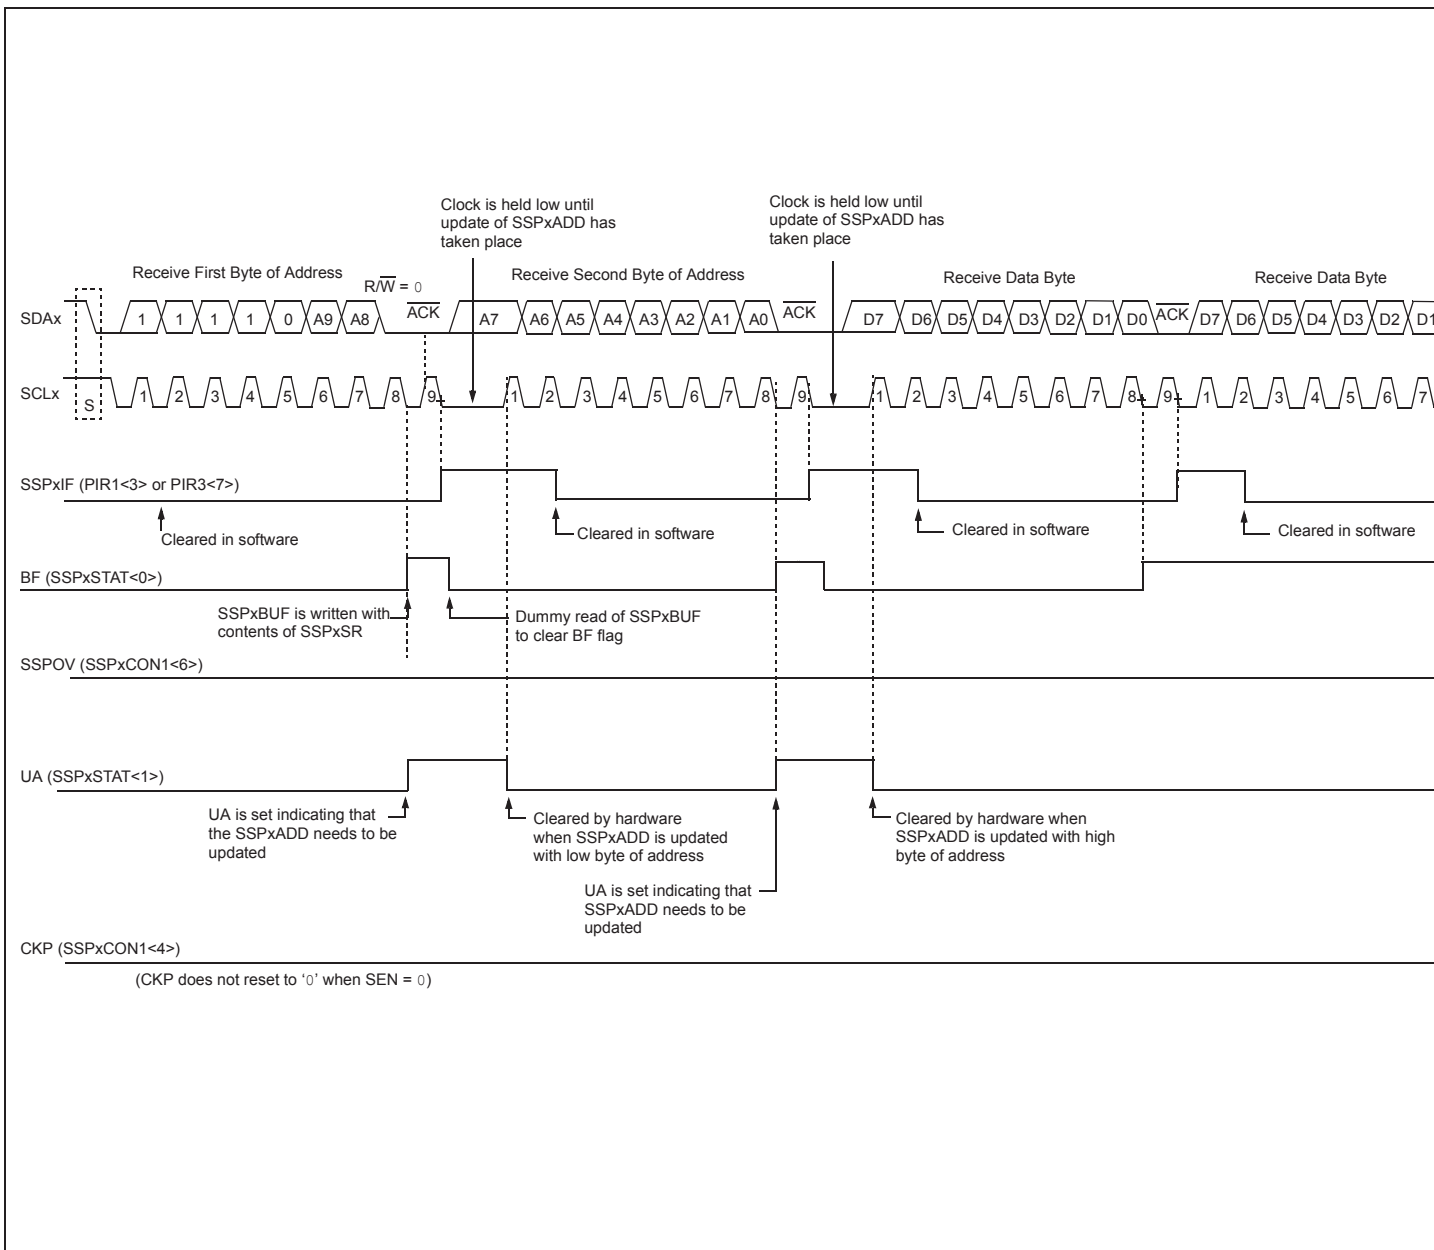 Clock is held low until
update of SSPxADD has
taken place
Clock is held low until
update of SSPxADD has
taken place
Receive First Byte of Address
R/W = 0
ACK
Receive Second Byte of Address
ACK
Receive Data Byte
ACK
Receive Data Byte
SDAx
1 1 1 1 0 A9 A8 A7 A6 A5 A4 A3 A2 A1 A0 D7 D6 D5 D4 D3 D2 D1 D0 D7 D6 D5 D4 D3 D2 D1
SCLx
S
1 2 3 4 5 6 7 8 9 1 2 3 4 5 6 7 8 9 1 2 3 4 5 6 7 8 9 1 2 3 4 5 6 7
SSPxIF (PIR1<3> or PIR3<7>)
Cleared in software
Cleared in software
Cleared in software
Cleared in software
BF (SSPxSTAT<0>)
SSPxBUF is written with
contents of SSPxSR
Dummy read of SSPxBUF
to clear BF flag
SSPOV (SSPxCON1<6>)
UA (SSPxSTAT<1>)
UA is set indicating that
the SSPxADD needs to be
updated
Cleared by hardware
when SSPxADD is updated
with low byte of address
UA is set indicating that
SSPxADD needs to be
updated
Cleared by hardware when
SSPxADD is updated with high
byte of address
CKP (SSPxCON1<4>)
(CKP does not reset to ‘0’ when SEN = 0)